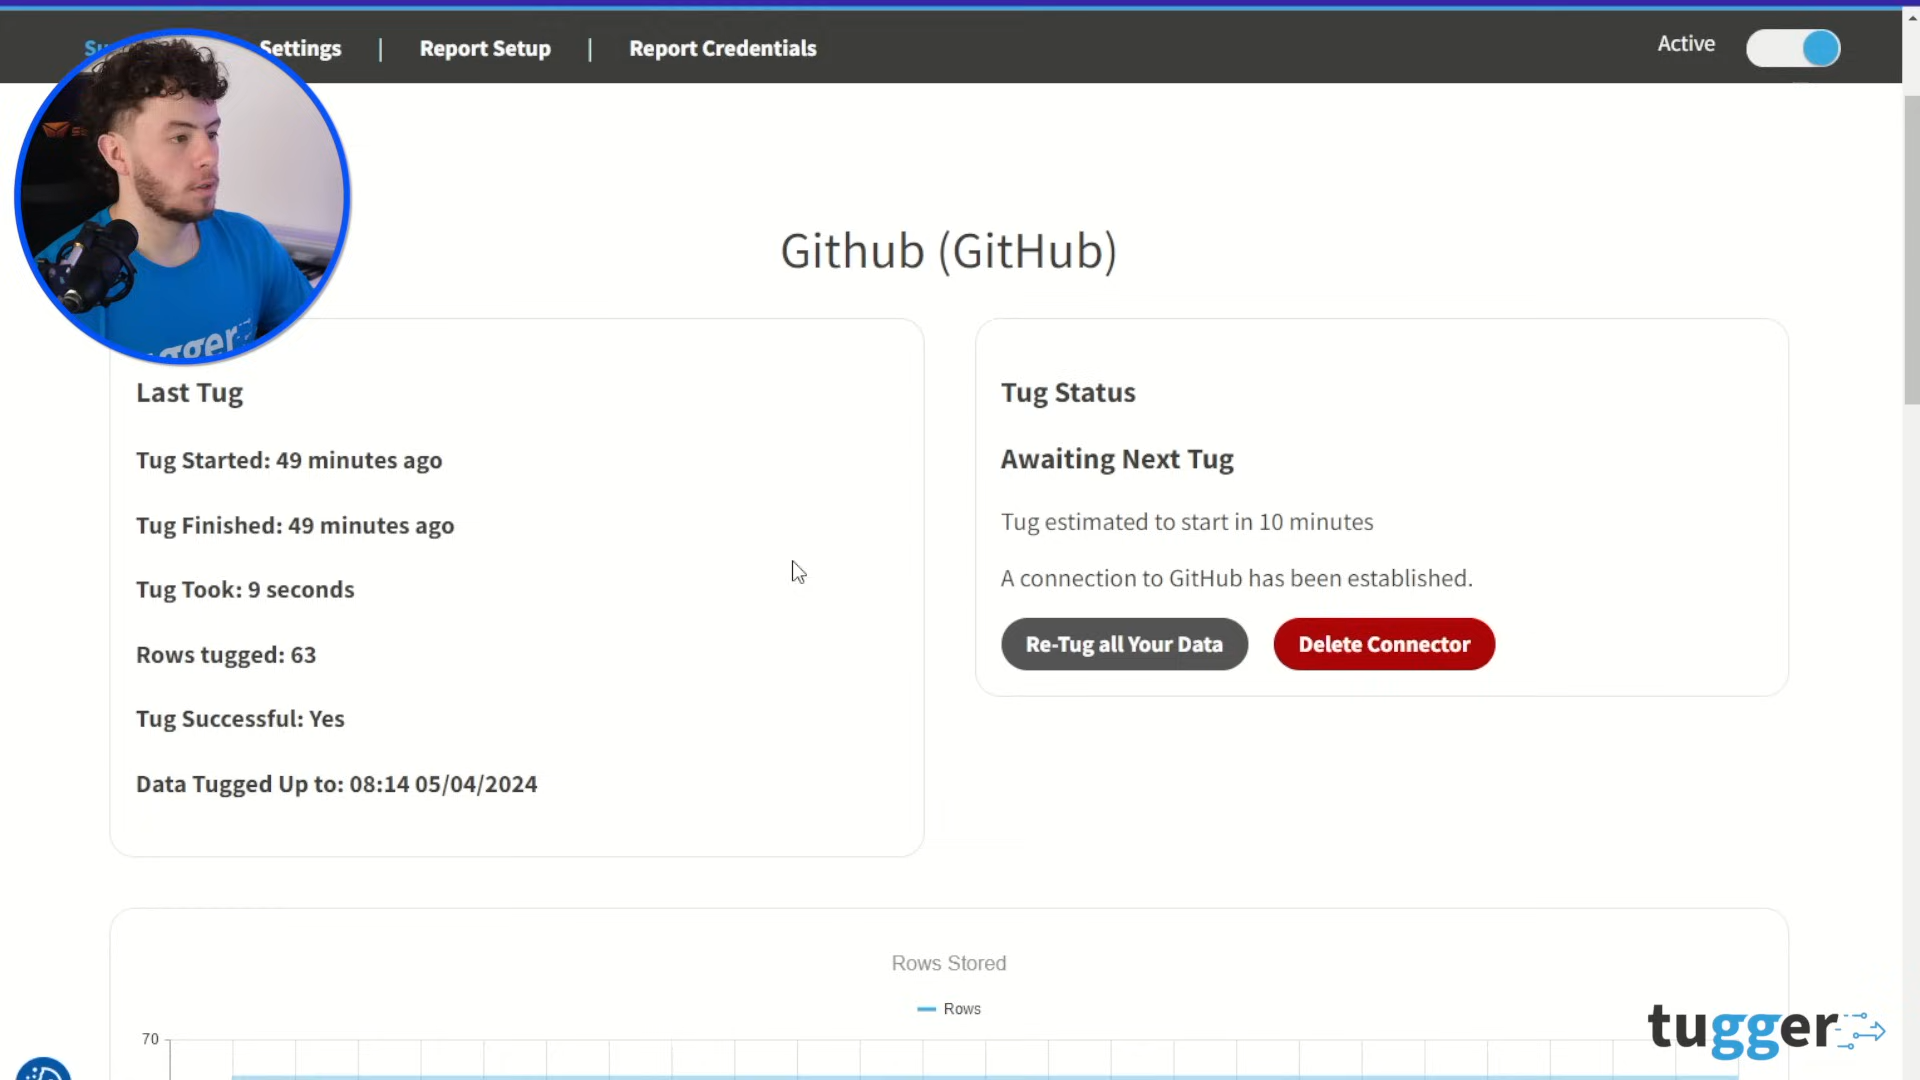 Settings | Report Setup | Report Credentials
Active
Github (GitHub)
Last Tug
Tug Started: 49 minutes ago
Tug Finished: 49 minutes ago
Tug Took: 9 seconds
Rows tugged: 63
Tug Successful: Yes
Data Tugged Up to: 08:14 05/04/2024
Tug Status
Awaiting Next Tug
Tug estimated to start in 10 minutes
A connection to GitHub has been established.
Re-Tug all Your Data
Delete Connector
Rows Stored
Rows
70
tugger